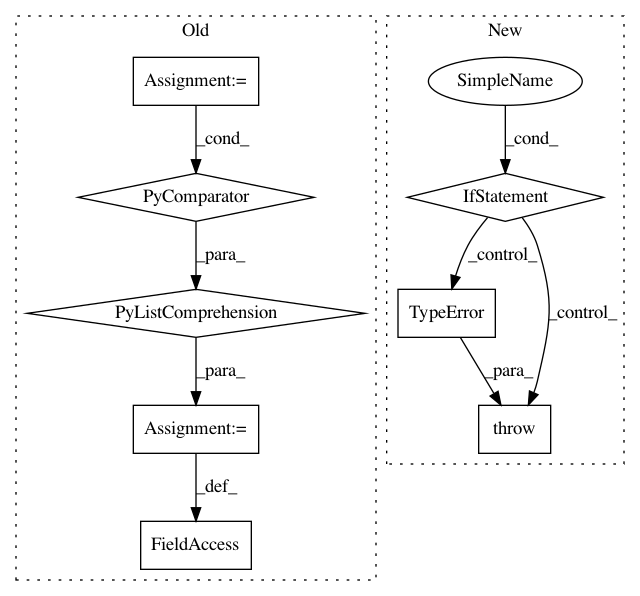 Old
New
Assignment:=
SimpleName
_cond_
_cond_
PyComparator
IfStatement
_para_
_control_
_control_
PyListComprehension
TypeError
_para_
_para_
Assignment:=
throw
_def_
FieldAccess